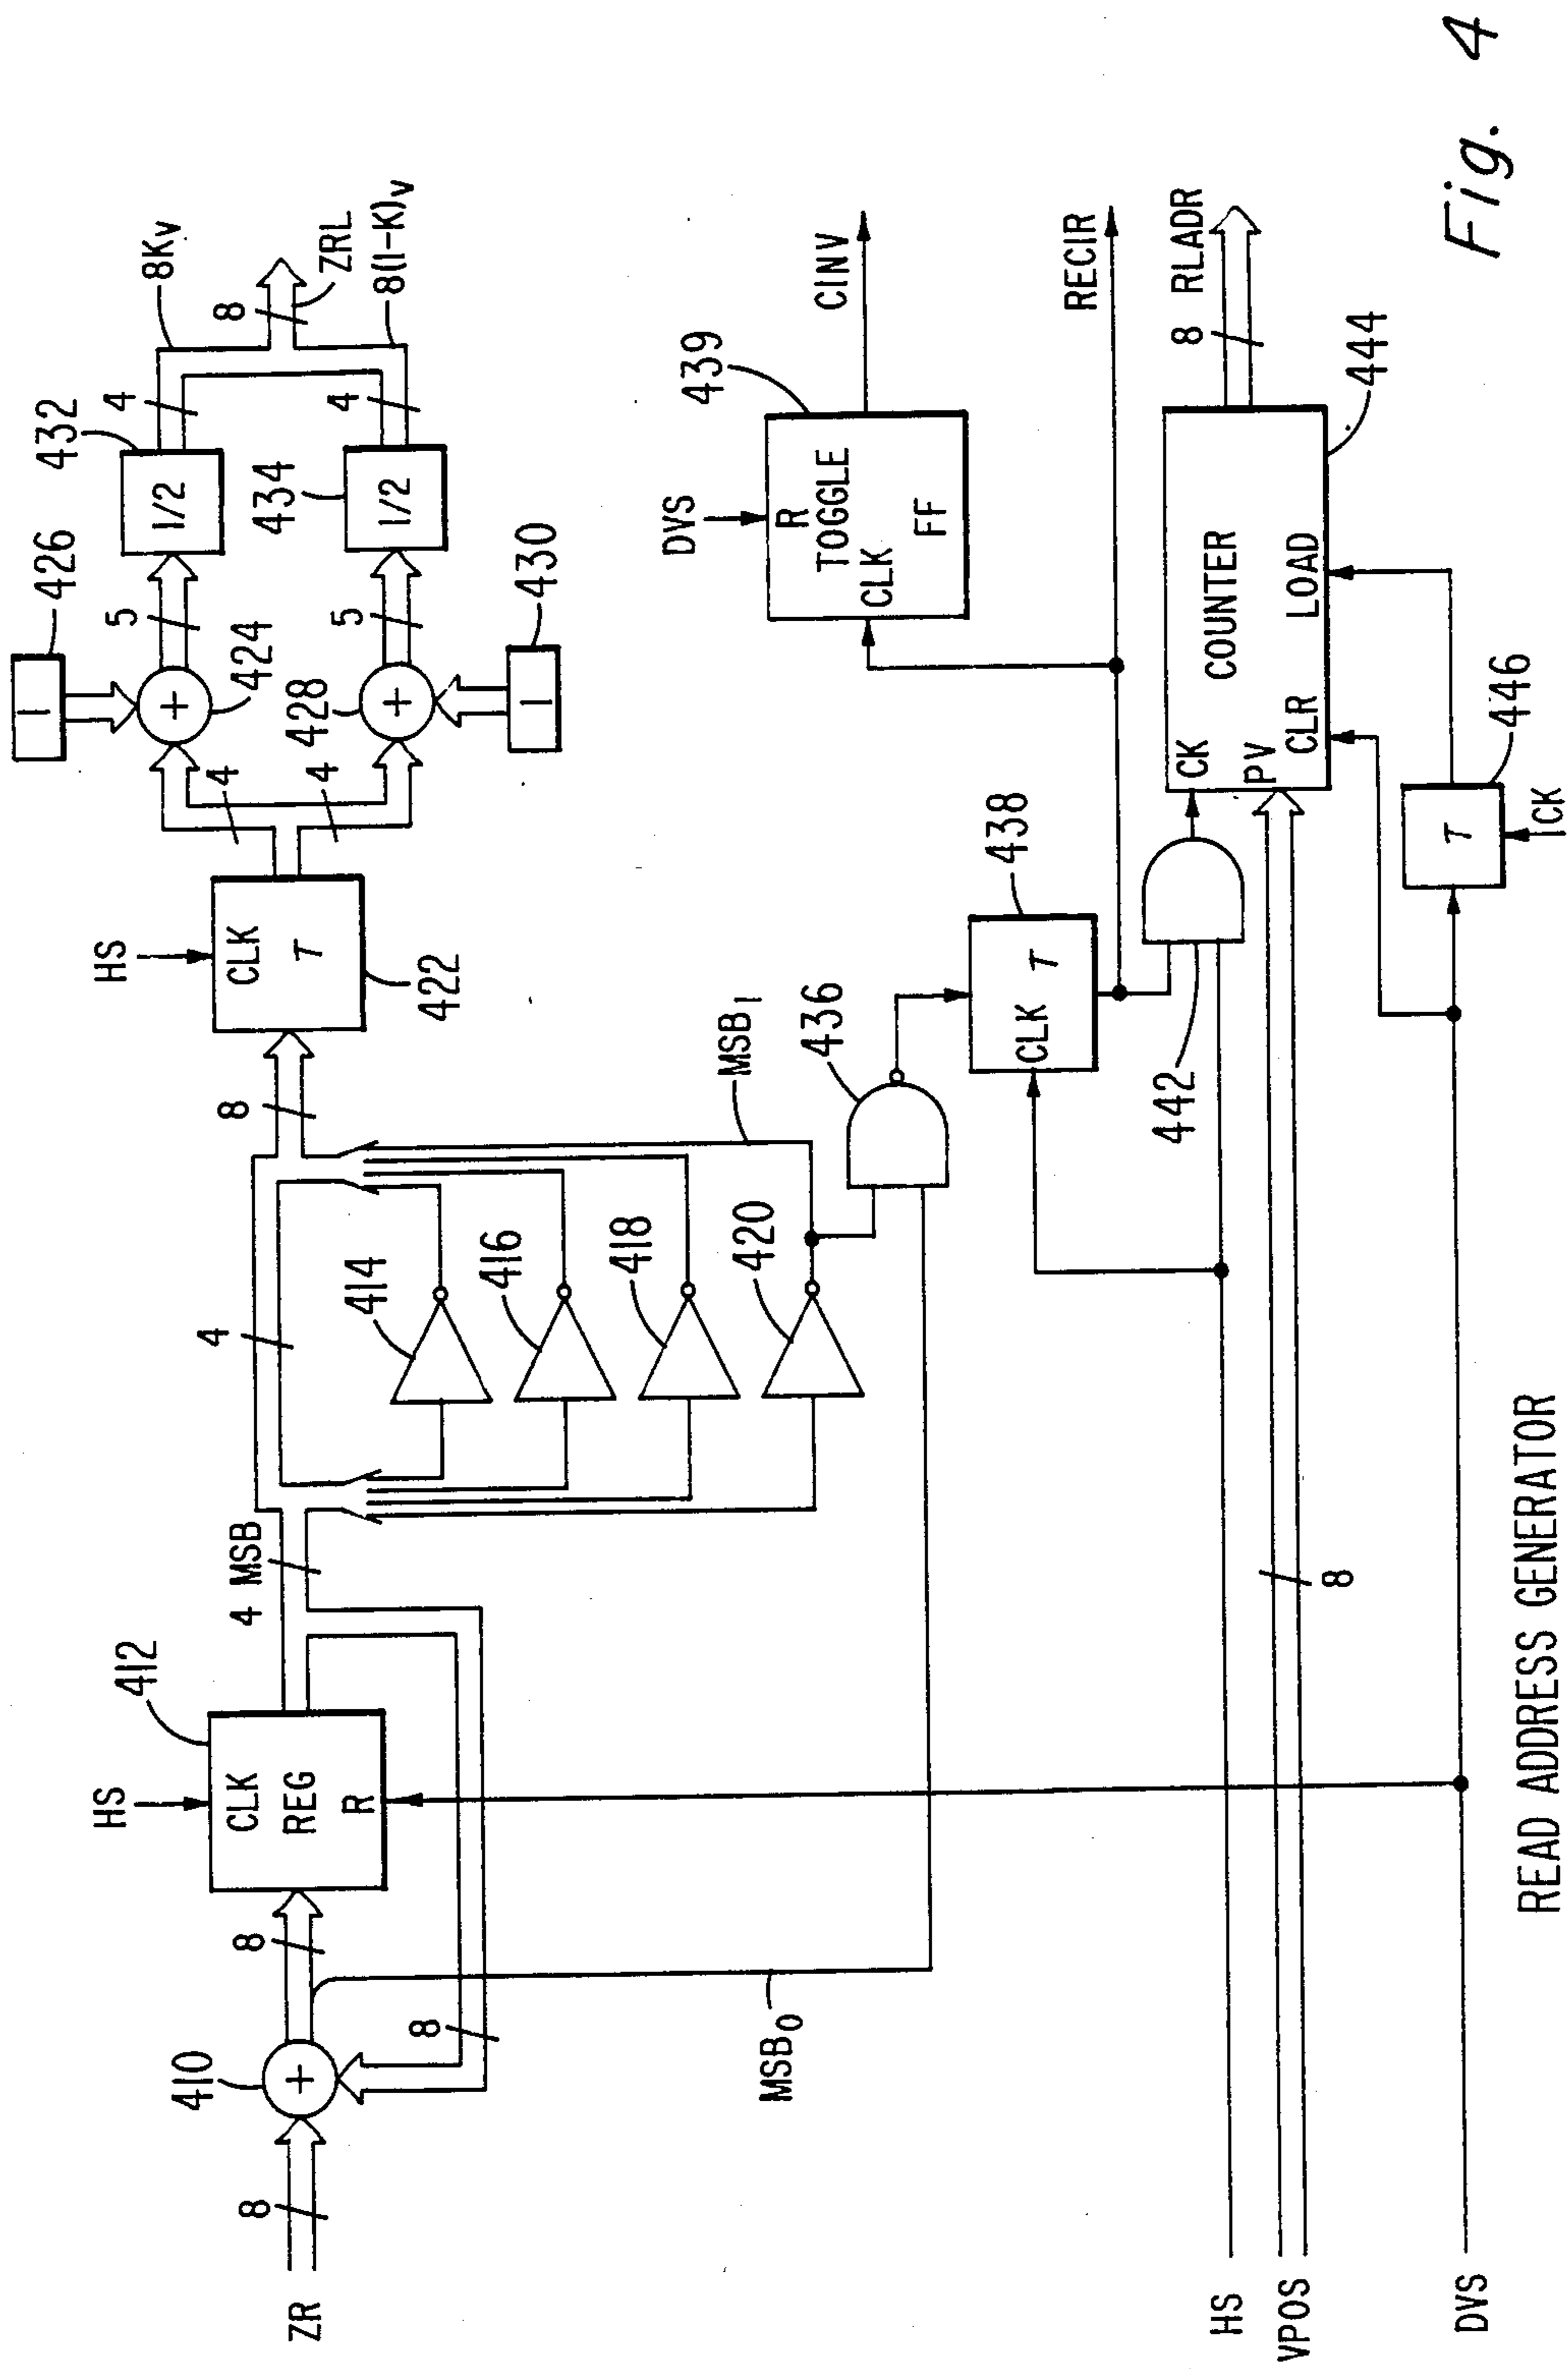 ZR
8
410
+
8
8
MSB0
HS
412
CLK
REG
R
4 MSB
4
414
416
418
420
8
MSB1
HS
CLK
T
422
4
4
1
426
+
424
5
432
1/2
4
8KV
428
+
1
430
5
434
1/2
4
8(1-K)V
8
ZRL
436
438
CLK T
DVS
439
R
TOGGLE
CLK
FF
CINV
RECIR
442
CK
COUNTER
PV
CLR
LOAD
444
8 RLADR
446
T
CK
HS
VPOS
8
DVS
READ ADDRESS GENERATOR
Fig. 4